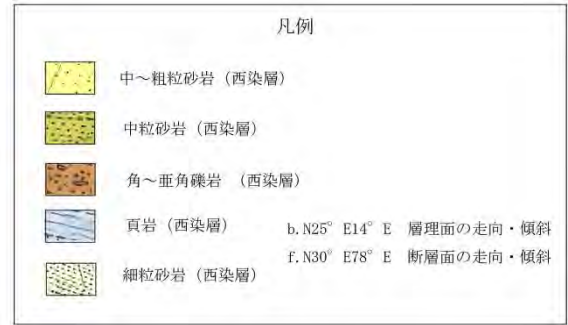 凡例
中～粗粒砂岩（西染層）
中粒砂岩（西染層）
角～亜角礫岩 （西染層）
頁岩（西染層）
b. N25° E14° E 層理面の走向・傾斜
f. N30° E78° E 断層面の走向・傾斜
細粒砂岩（西染層）